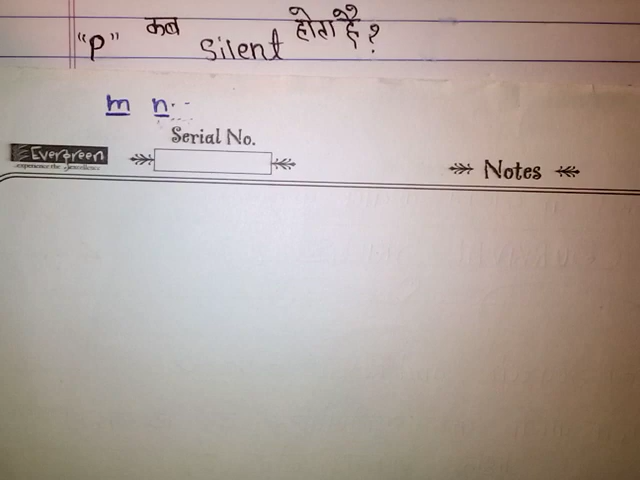 "P" कब silent होता है?
m n..
Serial No.
Evergreen
experience the excellence
Notes